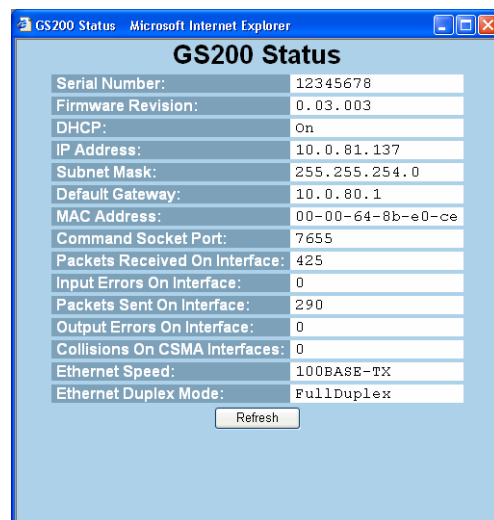 GS200 Status Microsoft Internet Explorer
GS200 Status
Serial Number: 12345678
Firmware Revision: 0.03.003
DHCP: On
IP Address: 10.0.81.137
Subnet Mask: 255.255.254.0
Default Gateway: 10.0.80.1
MAC Address: 00-00-64-8b-e0-ce
Command Socket Port: 7655
Packets Received On Interface: 425
Input Errors On Interface: 0
Packets Sent On Interface: 290
Output Errors On Interface: 0
Collisions On CSMA Interfaces: 0
Ethernet Speed: 100BASE-TX
Ethernet Duplex Mode: FullDuplex
Refresh